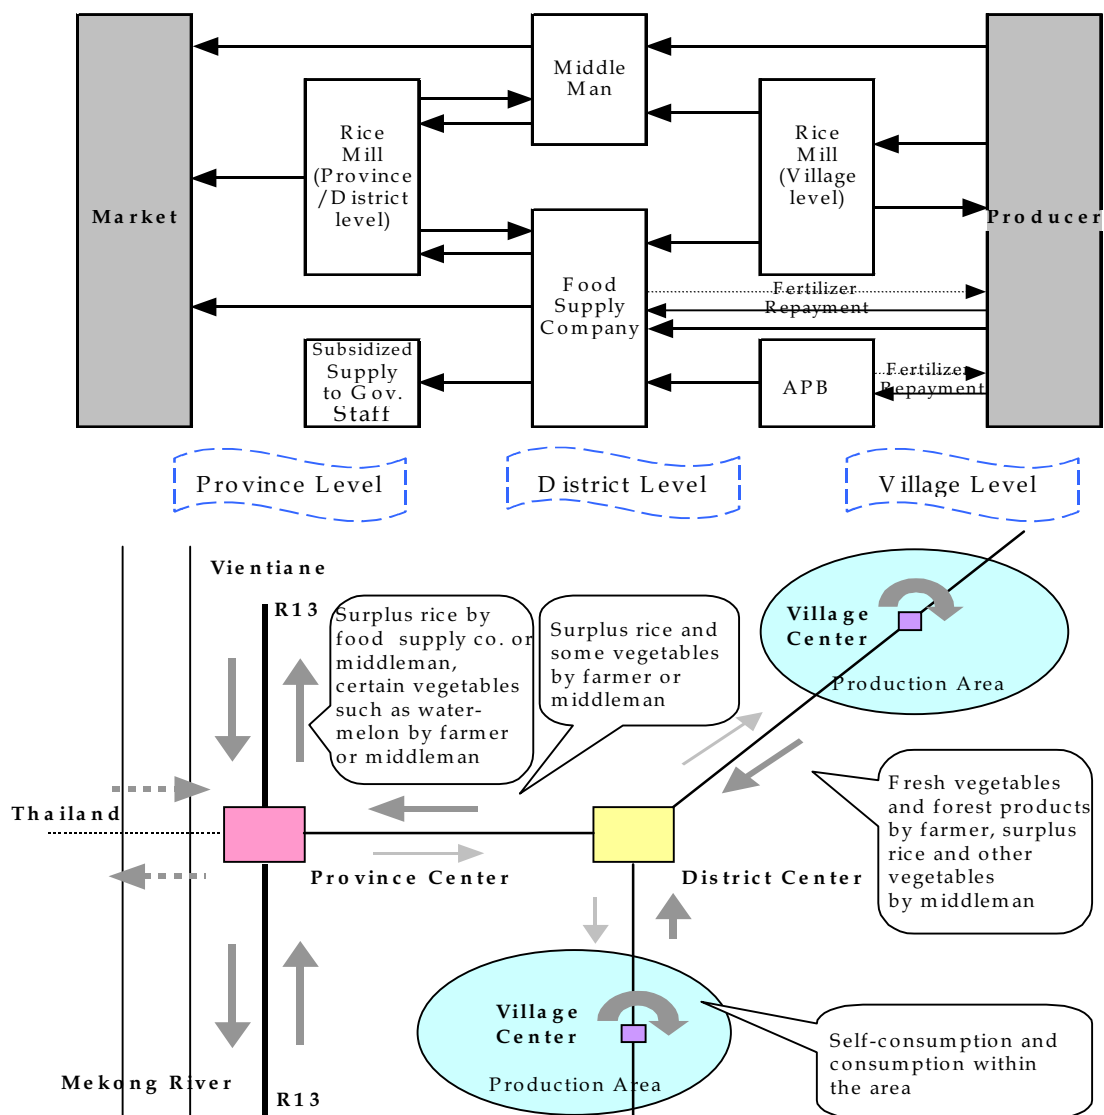 Middle
Man
Rice
Mill
(Province
/District
level)
Rice
Mill
(Village
level)
Market
Producer
Food
Supply
Company
Fertilizer
Repayment
Subsidized
Supply
to Gov.
Staff
APB
Fertilizer
Repayment
Province Level
District Level
Village Level
Vientiane
R13
Surplus rice by
food supply co. or
middleman,
certain vegetables
such as water-
melon by farmer
or middleman
Surplus rice and
some vegetables
by farmer or
middleman
Village
Center
Production Area
Thailand
Fresh vegetables
and forest products
by farmer, surplus
rice and other
vegetables
by middleman
Province Center
District Center
Village
Center
Production Area
Self-consumption and
consumption within
the area
Mekong River
R13